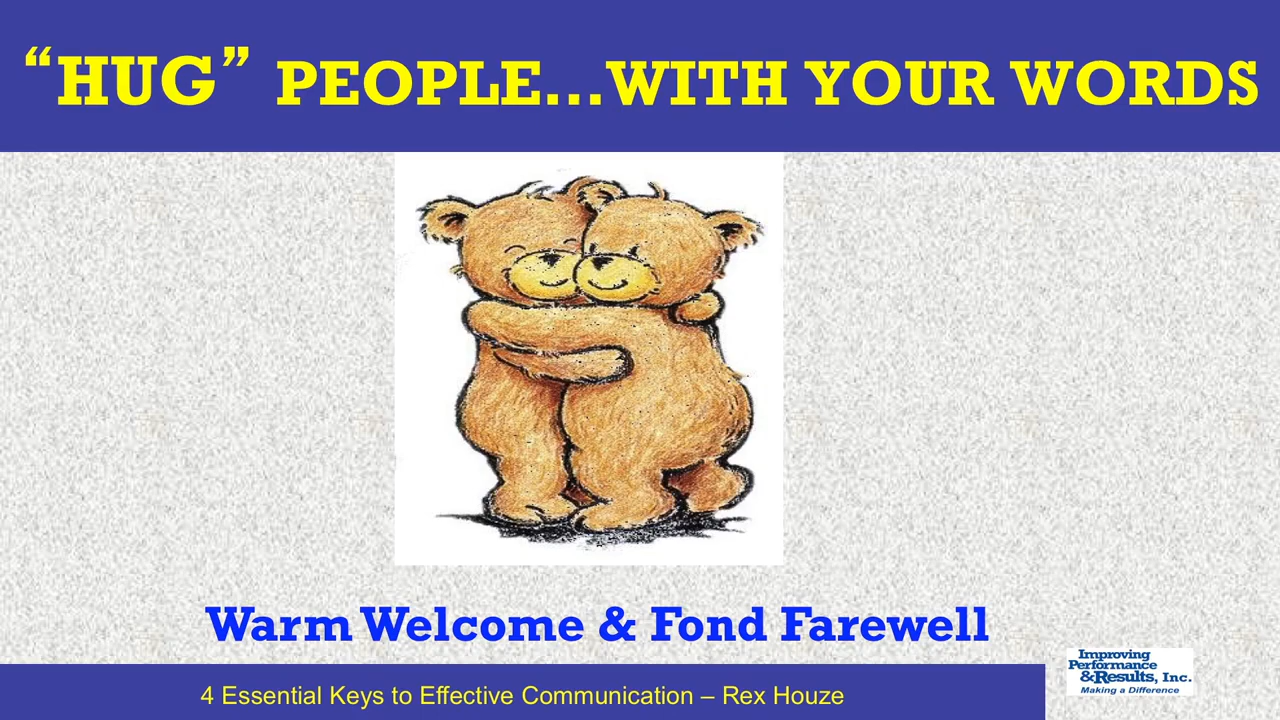 “HUG” PEOPLE...WITH YOUR WORDS
Warm Welcome & Fond Farewell
4 Essential Keys to Effective Communication – Rex Houze
Improving
Performance
&Results, Inc.
Making a Difference